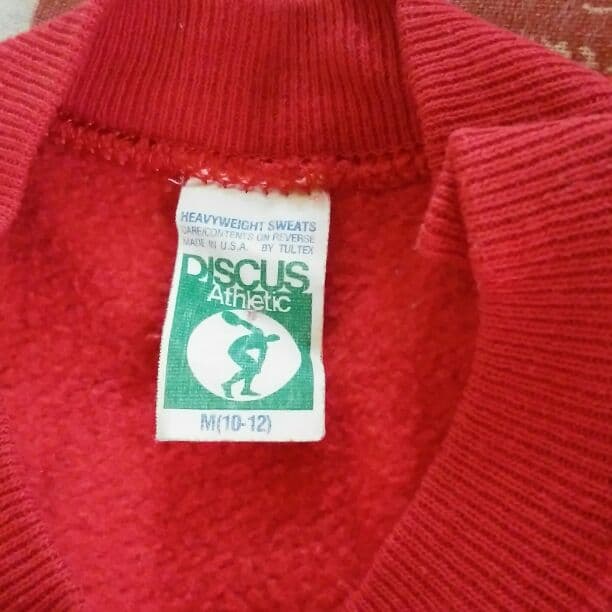 HEAVYWEIGHT SWEATS
CARE/CONTENTS ON REVERSE
MADE IN U.S.A. BY TULTEX
DISCUS
Athletic
M(10-12)